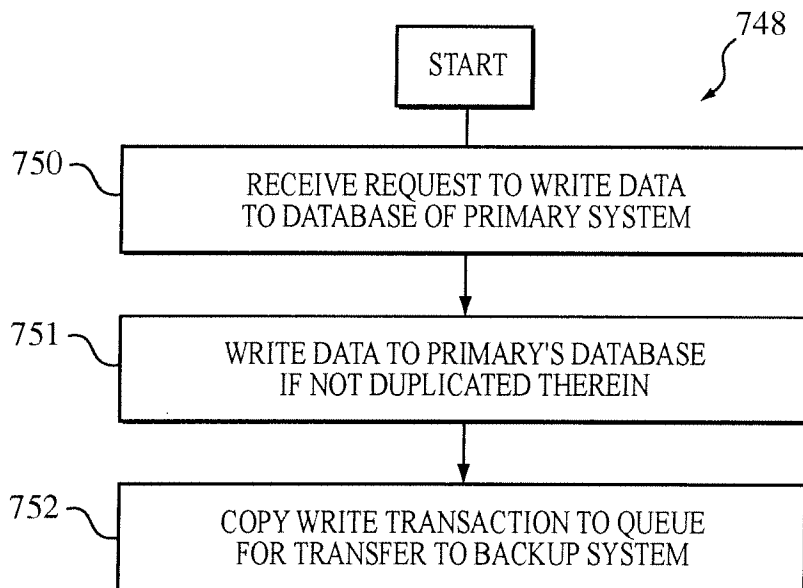 748
START
750
RECEIVE REQUEST TO WRITE DATA
TO DATABASE OF PRIMARY SYSTEM
751
WRITE DATA TO PRIMARY'S DATABASE
IF NOT DUPLICATED THEREIN
752
COPY WRITE TRANSACTION TO QUEUE
FOR TRANSFER TO BACKUP SYSTEM